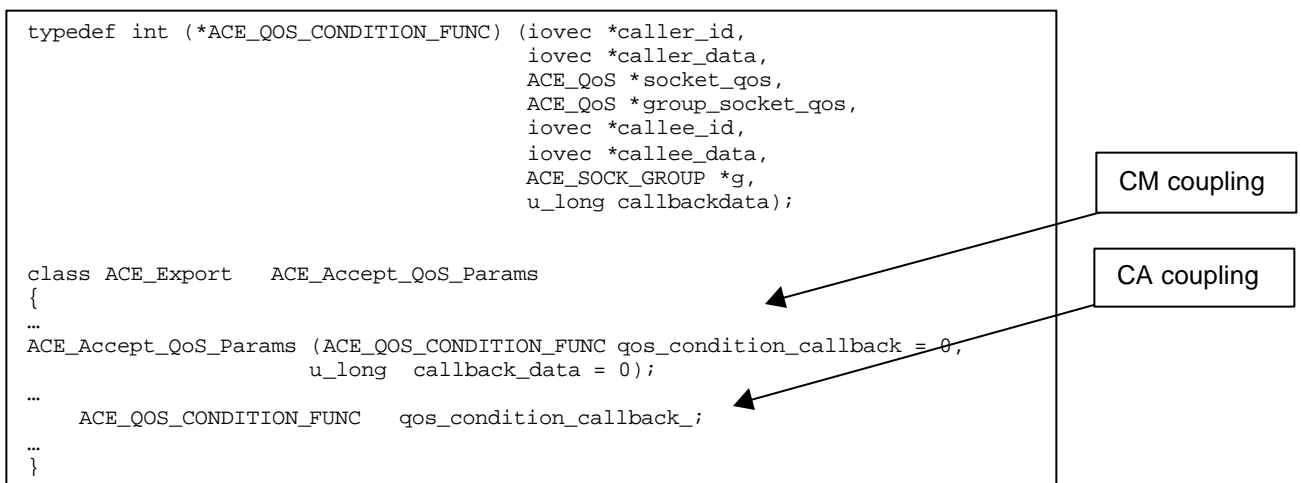 typedef int (*ACE_QOS_CONDITION_FUNC) (iovec *caller_id,
iovec *caller_data,
ACE_QoS *socket_qos,
ACE_QoS *group_socket_qos,
iovec *callee_id,
iovec *callee_data,
ACE_SOCK_GROUP *g,
u_long callbackdata);
CM coupling
class ACE_Export ACE_Accept_QoS_Params
CA coupling
{
…
ACE_Accept_QoS_Params (ACE_QOS_CONDITION_FUNC qos_condition_callback = 0,
u_long callback_data = 0);
…
ACE_QOS_CONDITION_FUNC qos_condition_callback_;
…
}